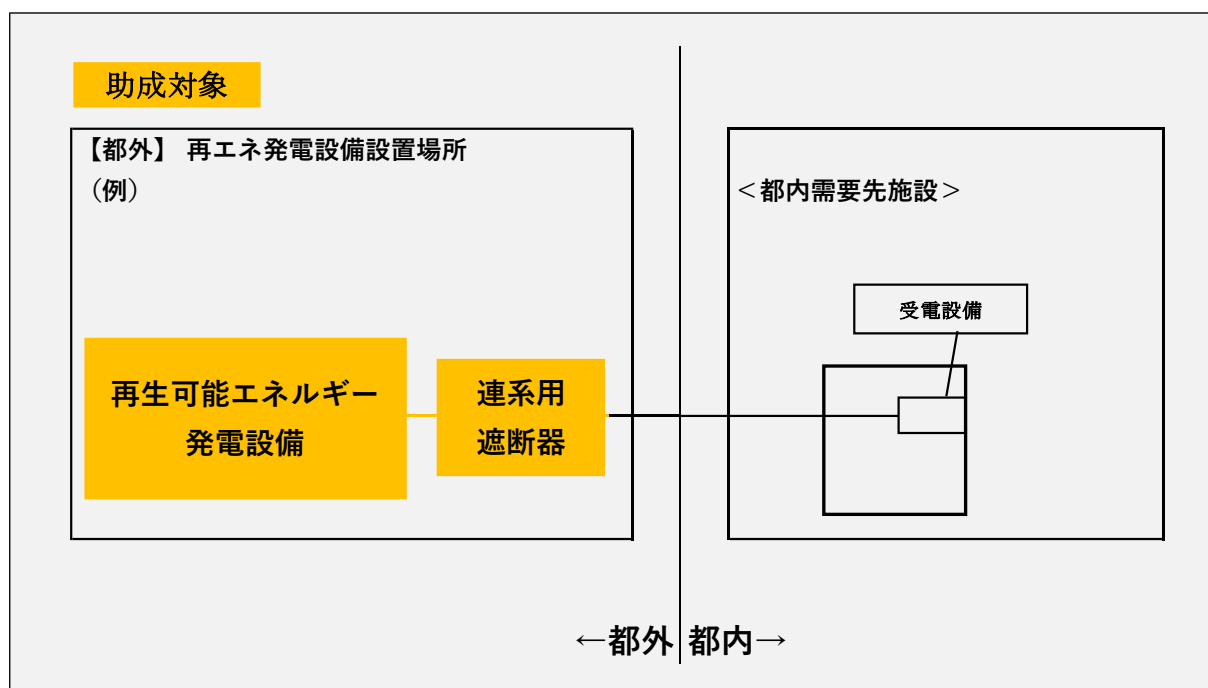 助成対象
【都外】 再エネ発電設備設置場所
（例）
＜都内需要先施設＞
受電設備
再生可能エネルギー
発電設備
連系用
遮断器
←都外 都内→